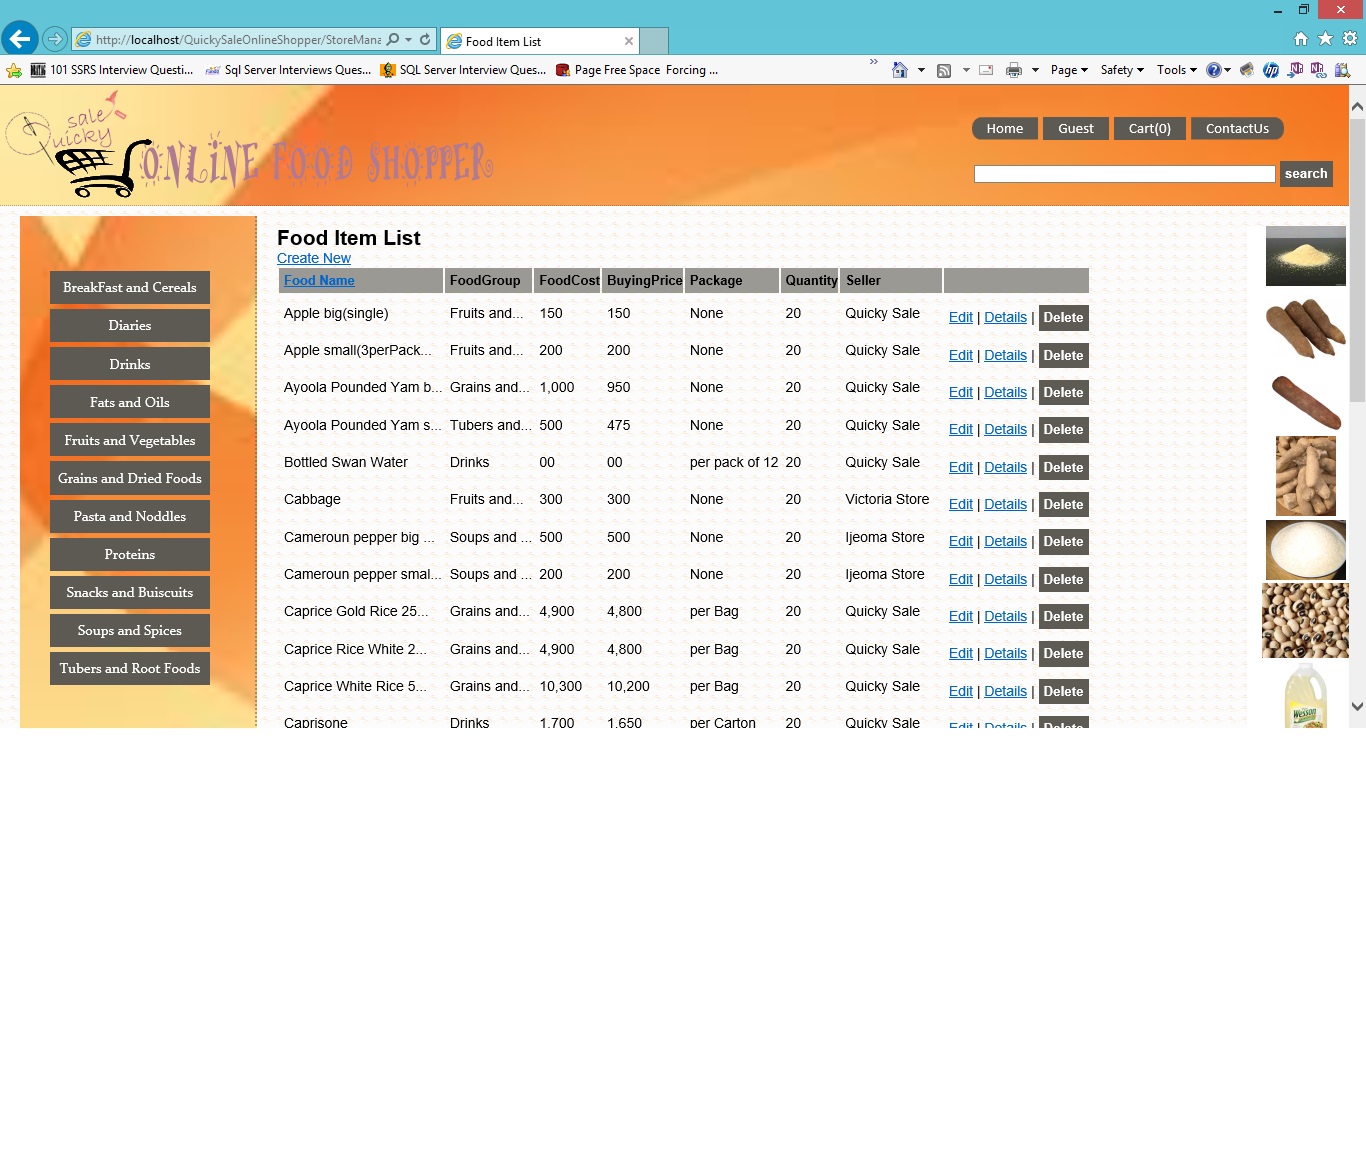 http://localhost/QuickySaleOnlineShopper/StoreMana
Food Item List
101 SSRS Interview Questi... Sql Server Interviews Ques... SQL Server Interview Ques... Page Free Space Forcing ... » Page Safety Tools
sale
Quicky
ONLINE FOOD SHOPPER
Home Guest Cart(0) ContactUs
search
BreakFast and Cereals
Diaries
Drinks
Fats and Oils
Fruits and Vegetables
Grains and Dried Foods
Pasta and Noddles
Proteins
Snacks and Buiscuits
Soups and Spices
Tubers and Root Foods
Food Item List
Create New
Food Name FoodGroup FoodCost BuyingPrice Package Quantity Seller
Apple big(single) Fruits and... 150 150 None 20 Quicky Sale Edit | Details | Delete
Apple small(3perPack... Fruits and... 200 200 None 20 Quicky Sale Edit | Details | Delete
Ayoola Pounded Yam b... Grains and... 1,000 950 None 20 Quicky Sale Edit | Details | Delete
Ayoola Pounded Yam s... Tubers and... 500 475 None 20 Quicky Sale Edit | Details | Delete
Bottled Swan Water Drinks 00 00 per pack of 12 20 Quicky Sale Edit | Details | Delete
Cabbage Fruits and... 300 300 None 20 Victoria Store Edit | Details | Delete
Cameroun pepper big ... Soups and ... 500 500 None 20 Ijeoma Store Edit | Details | Delete
Cameroun pepper smal... Soups and ... 200 200 None 20 Ijeoma Store Edit | Details | Delete
Caprice Gold Rice 25... Grains and... 4,900 4,800 per Bag 20 Quicky Sale Edit | Details | Delete
Caprice Rice White 2... Grains and... 4,900 4,800 per Bag 20 Quicky Sale Edit | Details | Delete
Caprice White Rice 5... Grains and... 10,300 10,200 per Bag 20 Quicky Sale Edit | Details | Delete
Caprisone Drinks 1,700 1,650 per Carton 20 Quicky Sale Edit | Details | Delete
Wesson